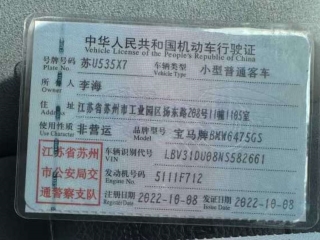 中华人民共和国机动车行驶证
Vehicle License of the People's Republic of China
号牌号码 苏U535X7 车辆类型 小型普通客车
Plate No. Vehicle Type
所有人 李海
Owner
住址 江苏省苏州市工业园区扬东路208号11幢1105室
Address
使用性质 非营运 品牌型号 宝马牌BMW6475GS
Use Character Model
江苏省苏州 车辆识别代号 LBV31DU08NS582661
VIN
市公安局交 发动机号码 5111F712
Engine No.
通警察支队 注册日期 2022-10-08 发证日期 2022-10-08
Register Date Issue Date